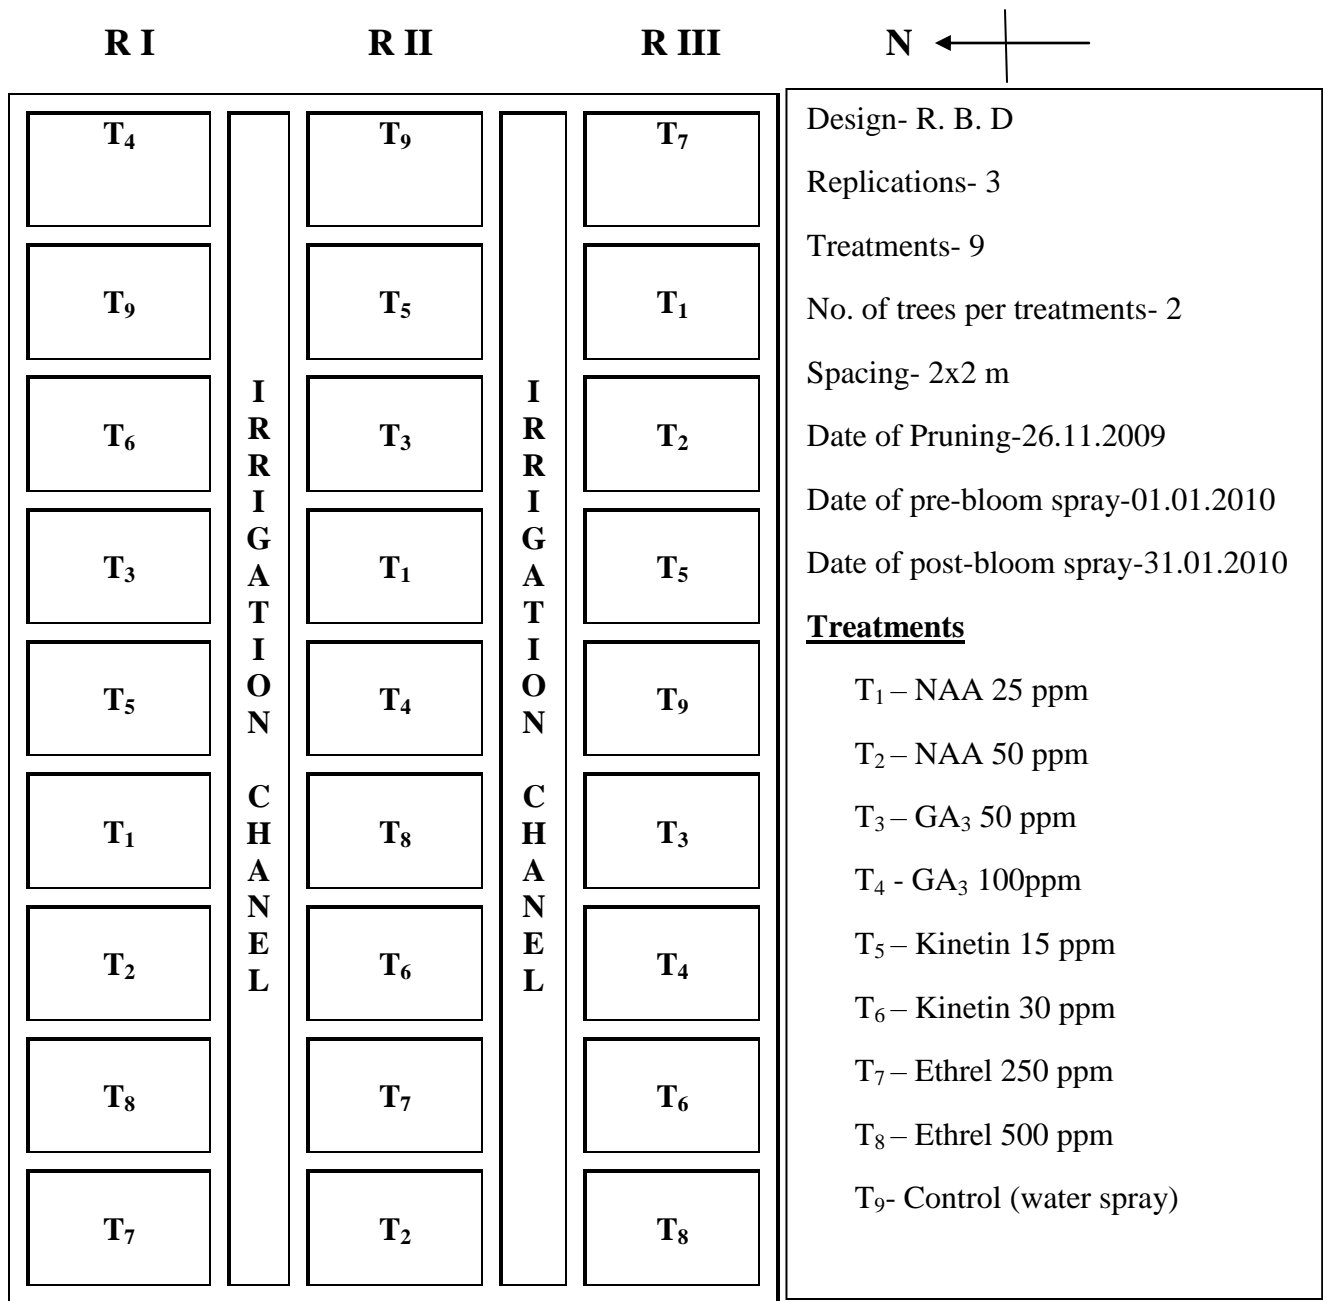 R I R II R III N
T4 T9 T7
T9 T5 T1
T6 T3 T2
T3 T1 T5
T5 T4 T9
T1 T8 T3
T2 T6 T4
T8 T7 T6
T7 T2 T8
IRRIGATION CHANEL
IRRIGATION CHANEL
Design- R. B. D
Replications- 3
Treatments- 9
No. of trees per treatments- 2
Spacing- 2x2 m
Date of Pruning-26.11.2009
Date of pre-bloom spray-01.01.2010
Date of post-bloom spray-31.01.2010
Treatments
T1 – NAA 25 ppm
T2 – NAA 50 ppm
T3 – GA3 50 ppm
T4 - GA3 100ppm
T5 – Kinetin 15 ppm
T6 – Kinetin 30 ppm
T7 – Ethrel 250 ppm
T8 – Ethrel 500 ppm
T9- Control (water spray)